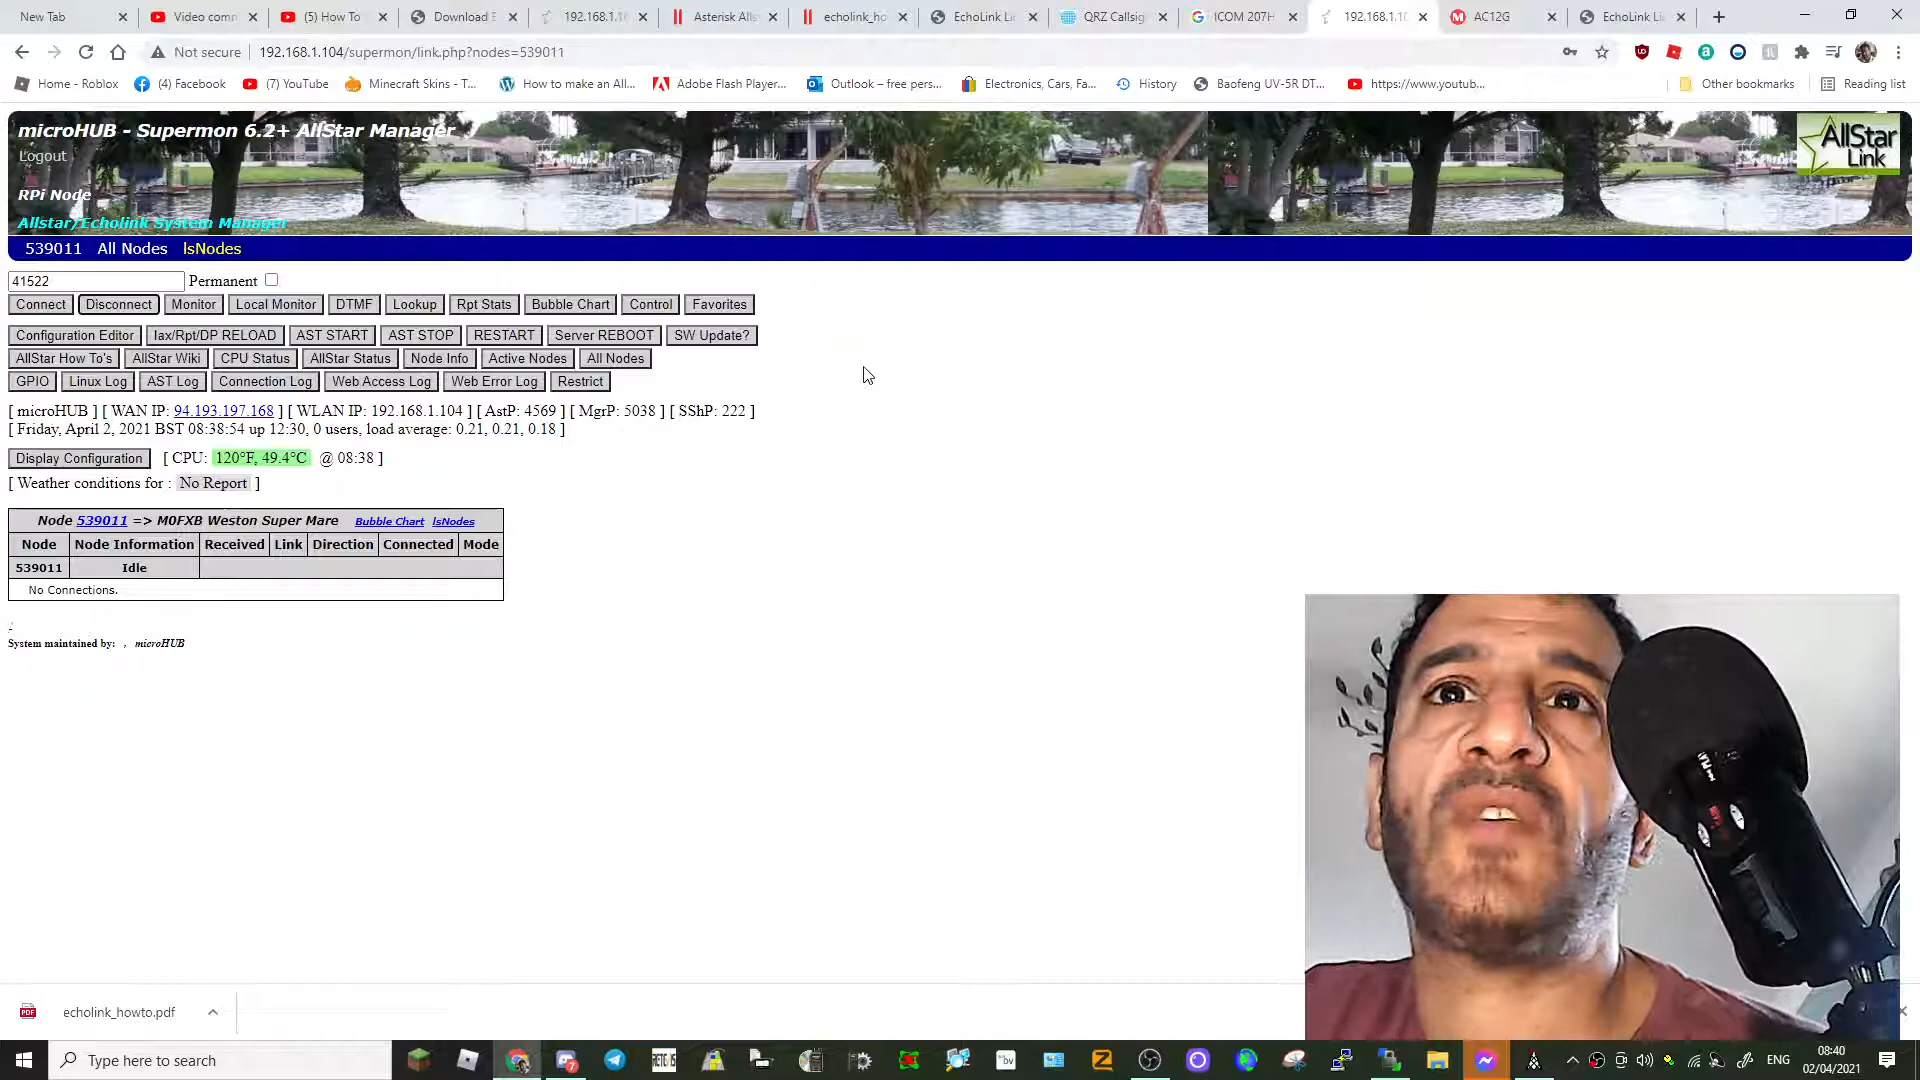 New Tab
Video comr
(5) How To
Download E
192.168.1.1
Asterisk Alls
echolink_ho
EchoLink Li
QRZ Callsig
ICOM 207H
192.168.1.10
AC12G
EchoLink Li
Not secure 192.168.1.104/supermon/link.php?nodes=539011
Home - Roblox (4) Facebook (7) YouTube Minecraft Skins - T... How to make an All... Adobe Flash Player... Outlook – free pers... Electronics, Cars, Fa... History Baofeng UV-5R DT... https://www.youtub... Other bookmarks Reading list
microHUB - Supermon 6.2+ AllStar Manager
Logout
AllStar
Link
RPi Node
Allstar/Echolink System Manager
539011 All Nodes lsNodes
41522 Permanent
Connect Disconnect Monitor Local Monitor DTMF Lookup Rpt Stats Bubble Chart Control Favorites
Configuration Editor Iax/Rpt/DP RELOAD AST START AST STOP RESTART Server REBOOT SW Update?
AllStar How To's AllStar Wiki CPU Status AllStar Status Node Info Active Nodes All Nodes
GPIO Linux Log AST Log Connection Log Web Access Log Web Error Log Restrict
[ microHUB ] [ WAN IP: 94.193.197.168 ] [ WLAN IP: 192.168.1.104 ] [ AstP: 4569 ] [ MgrP: 5038 ] [ SShP: 222 ]
[ Friday, April 2, 2021 BST 08:38:54 up 12:30, 0 users, load average: 0.21, 0.21, 0.18 ]
Display Configuration [ CPU: 120°F, 49.4°C @ 08:38 ]
[ Weather conditions for : No Report ]
Node 539011 => M0FXB Weston Super Mare Bubble Chart lsNodes
Node Node Information Received Link Direction Connected Mode
539011 Idle
No Connections.
System maintained by: , microHUB
echolink_howto.pdf
Type here to search
ENG
08:40
02/04/2021